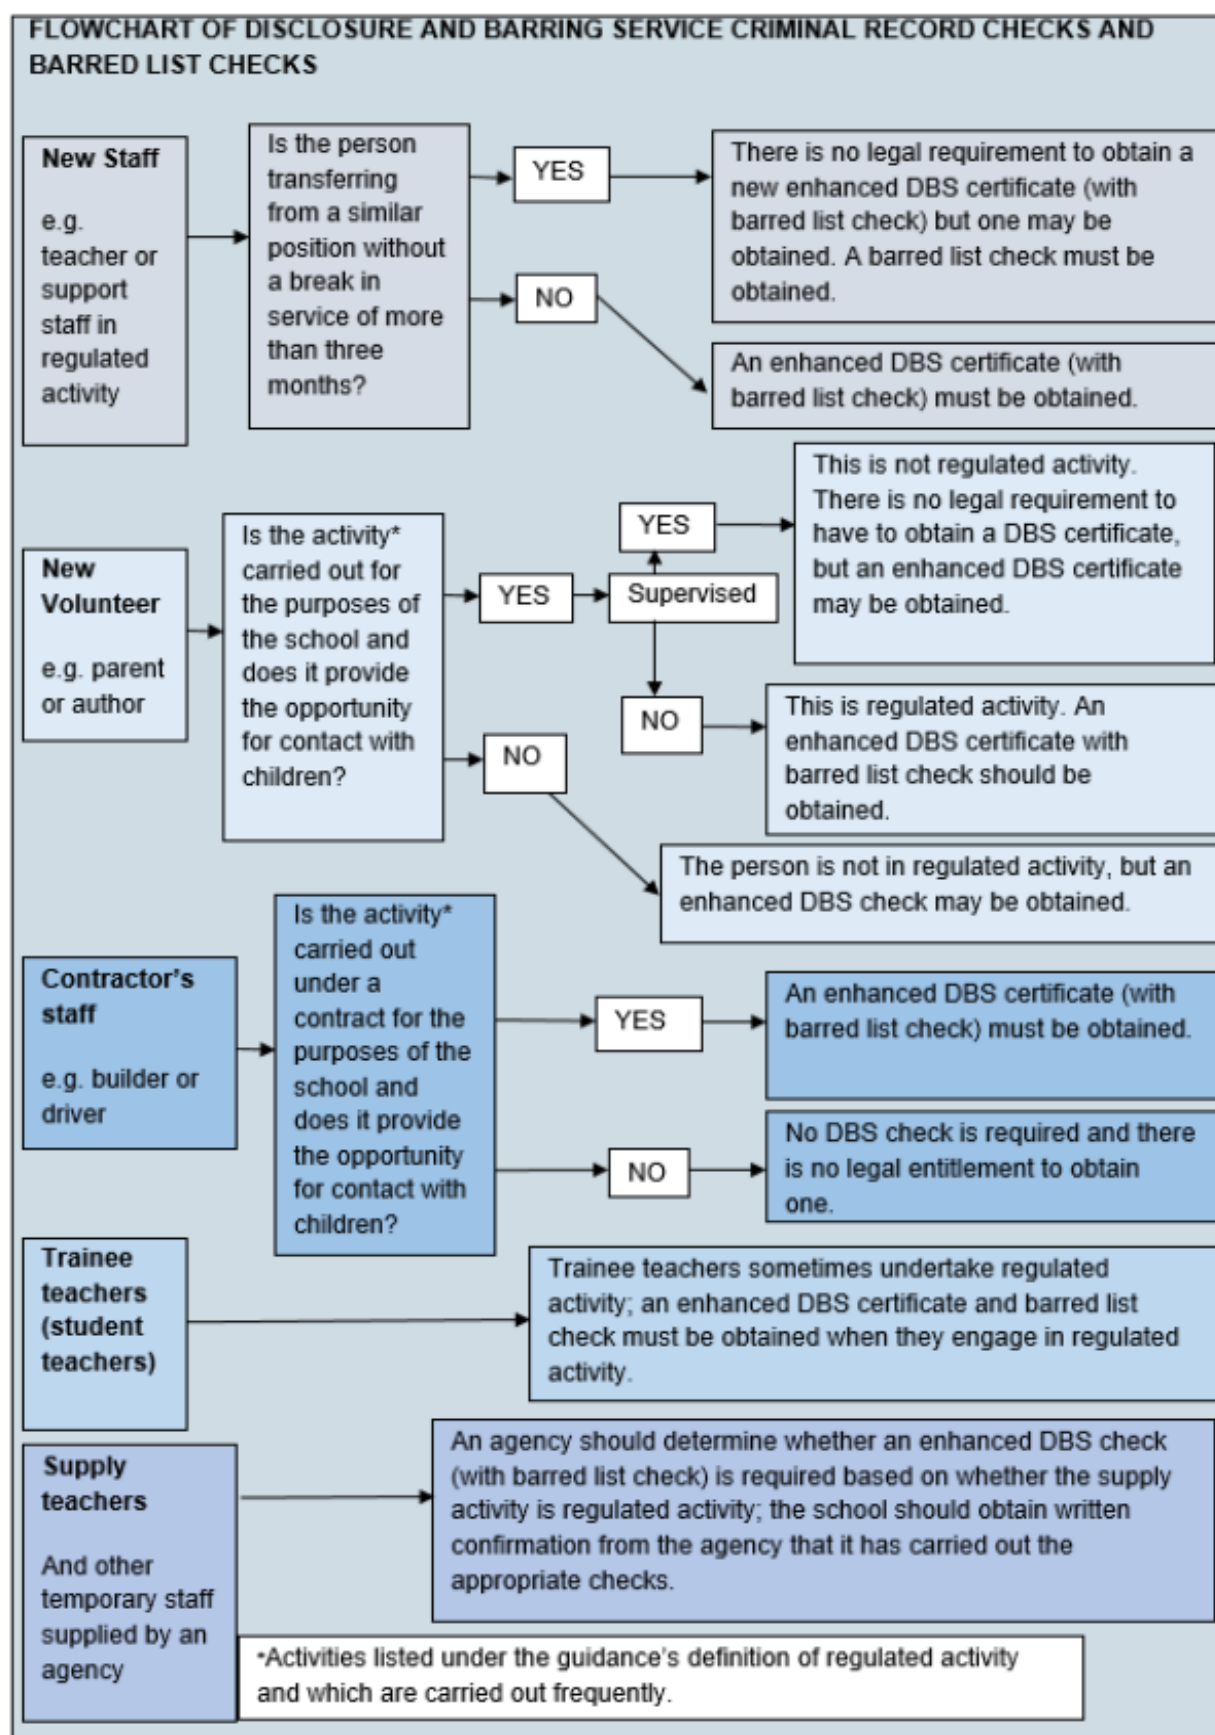 FLOWCHART OF DISCLOSURE AND BARRING SERVICE CRIMINAL RECORD CHECKS AND
BARRED LIST CHECKS
New Staff
e.g.
teacher or
support
staff in
regulated
activity
Is the person
transferring
from a similar
position without
a break in
service of more
than three
months?
YES
There is no legal requirement to obtain a
new enhanced DBS certificate (with
barred list check) but one may be
obtained. A barred list check must be
obtained.
NO
An enhanced DBS certificate (with
barred list check) must be obtained.
New
Volunteer
e.g. parent
or author
Is the activity*
carried out for
the purposes of
the school and
does it provide
the opportunity
for contact with
children?
YES
Supervised
YES
This is not regulated activity.
There is no legal requirement to
have to obtain a DBS certificate,
but an enhanced DBS certificate
may be obtained.
NO
This is regulated activity. An
enhanced DBS certificate with
barred list check should be
obtained.
NO
The person is not in regulated activity, but an
enhanced DBS check may be obtained.
Contractor's
staff
e.g. builder or
driver
Is the activity*
carried out
under a
contract for the
purposes of the
school and
does it provide
the opportunity
for contact with
children?
YES
An enhanced DBS certificate (with
barred list check) must be obtained.
NO
No DBS check is required and there
is no legal entitlement to obtain
one.
Trainee
teachers
(student
teachers)
Trainee teachers sometimes undertake regulated
activity; an enhanced DBS certificate and barred list
check must be obtained when they engage in regulated
activity.
Supply
teachers
And other
temporary staff
supplied by an
agency
An agency should determine whether an enhanced DBS check
(with barred list check) is required based on whether the supply
activity is regulated activity; the school should obtain written
confirmation from the agency that it has carried out the
appropriate checks.
*Activities listed under the guidance's definition of regulated activity
and which are carried out frequently.